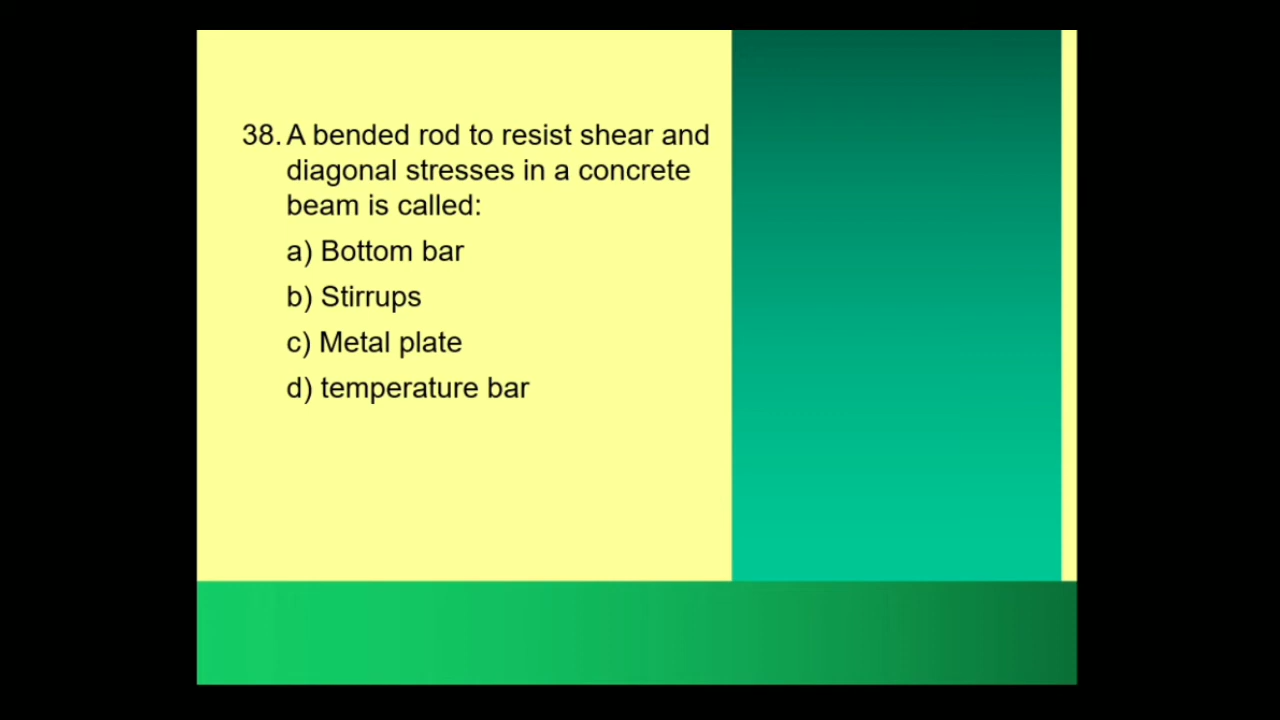 38. A bended rod to resist shear and
diagonal stresses in a concrete
beam is called:
a) Bottom bar
b) Stirrups
c) Metal plate
d) temperature bar